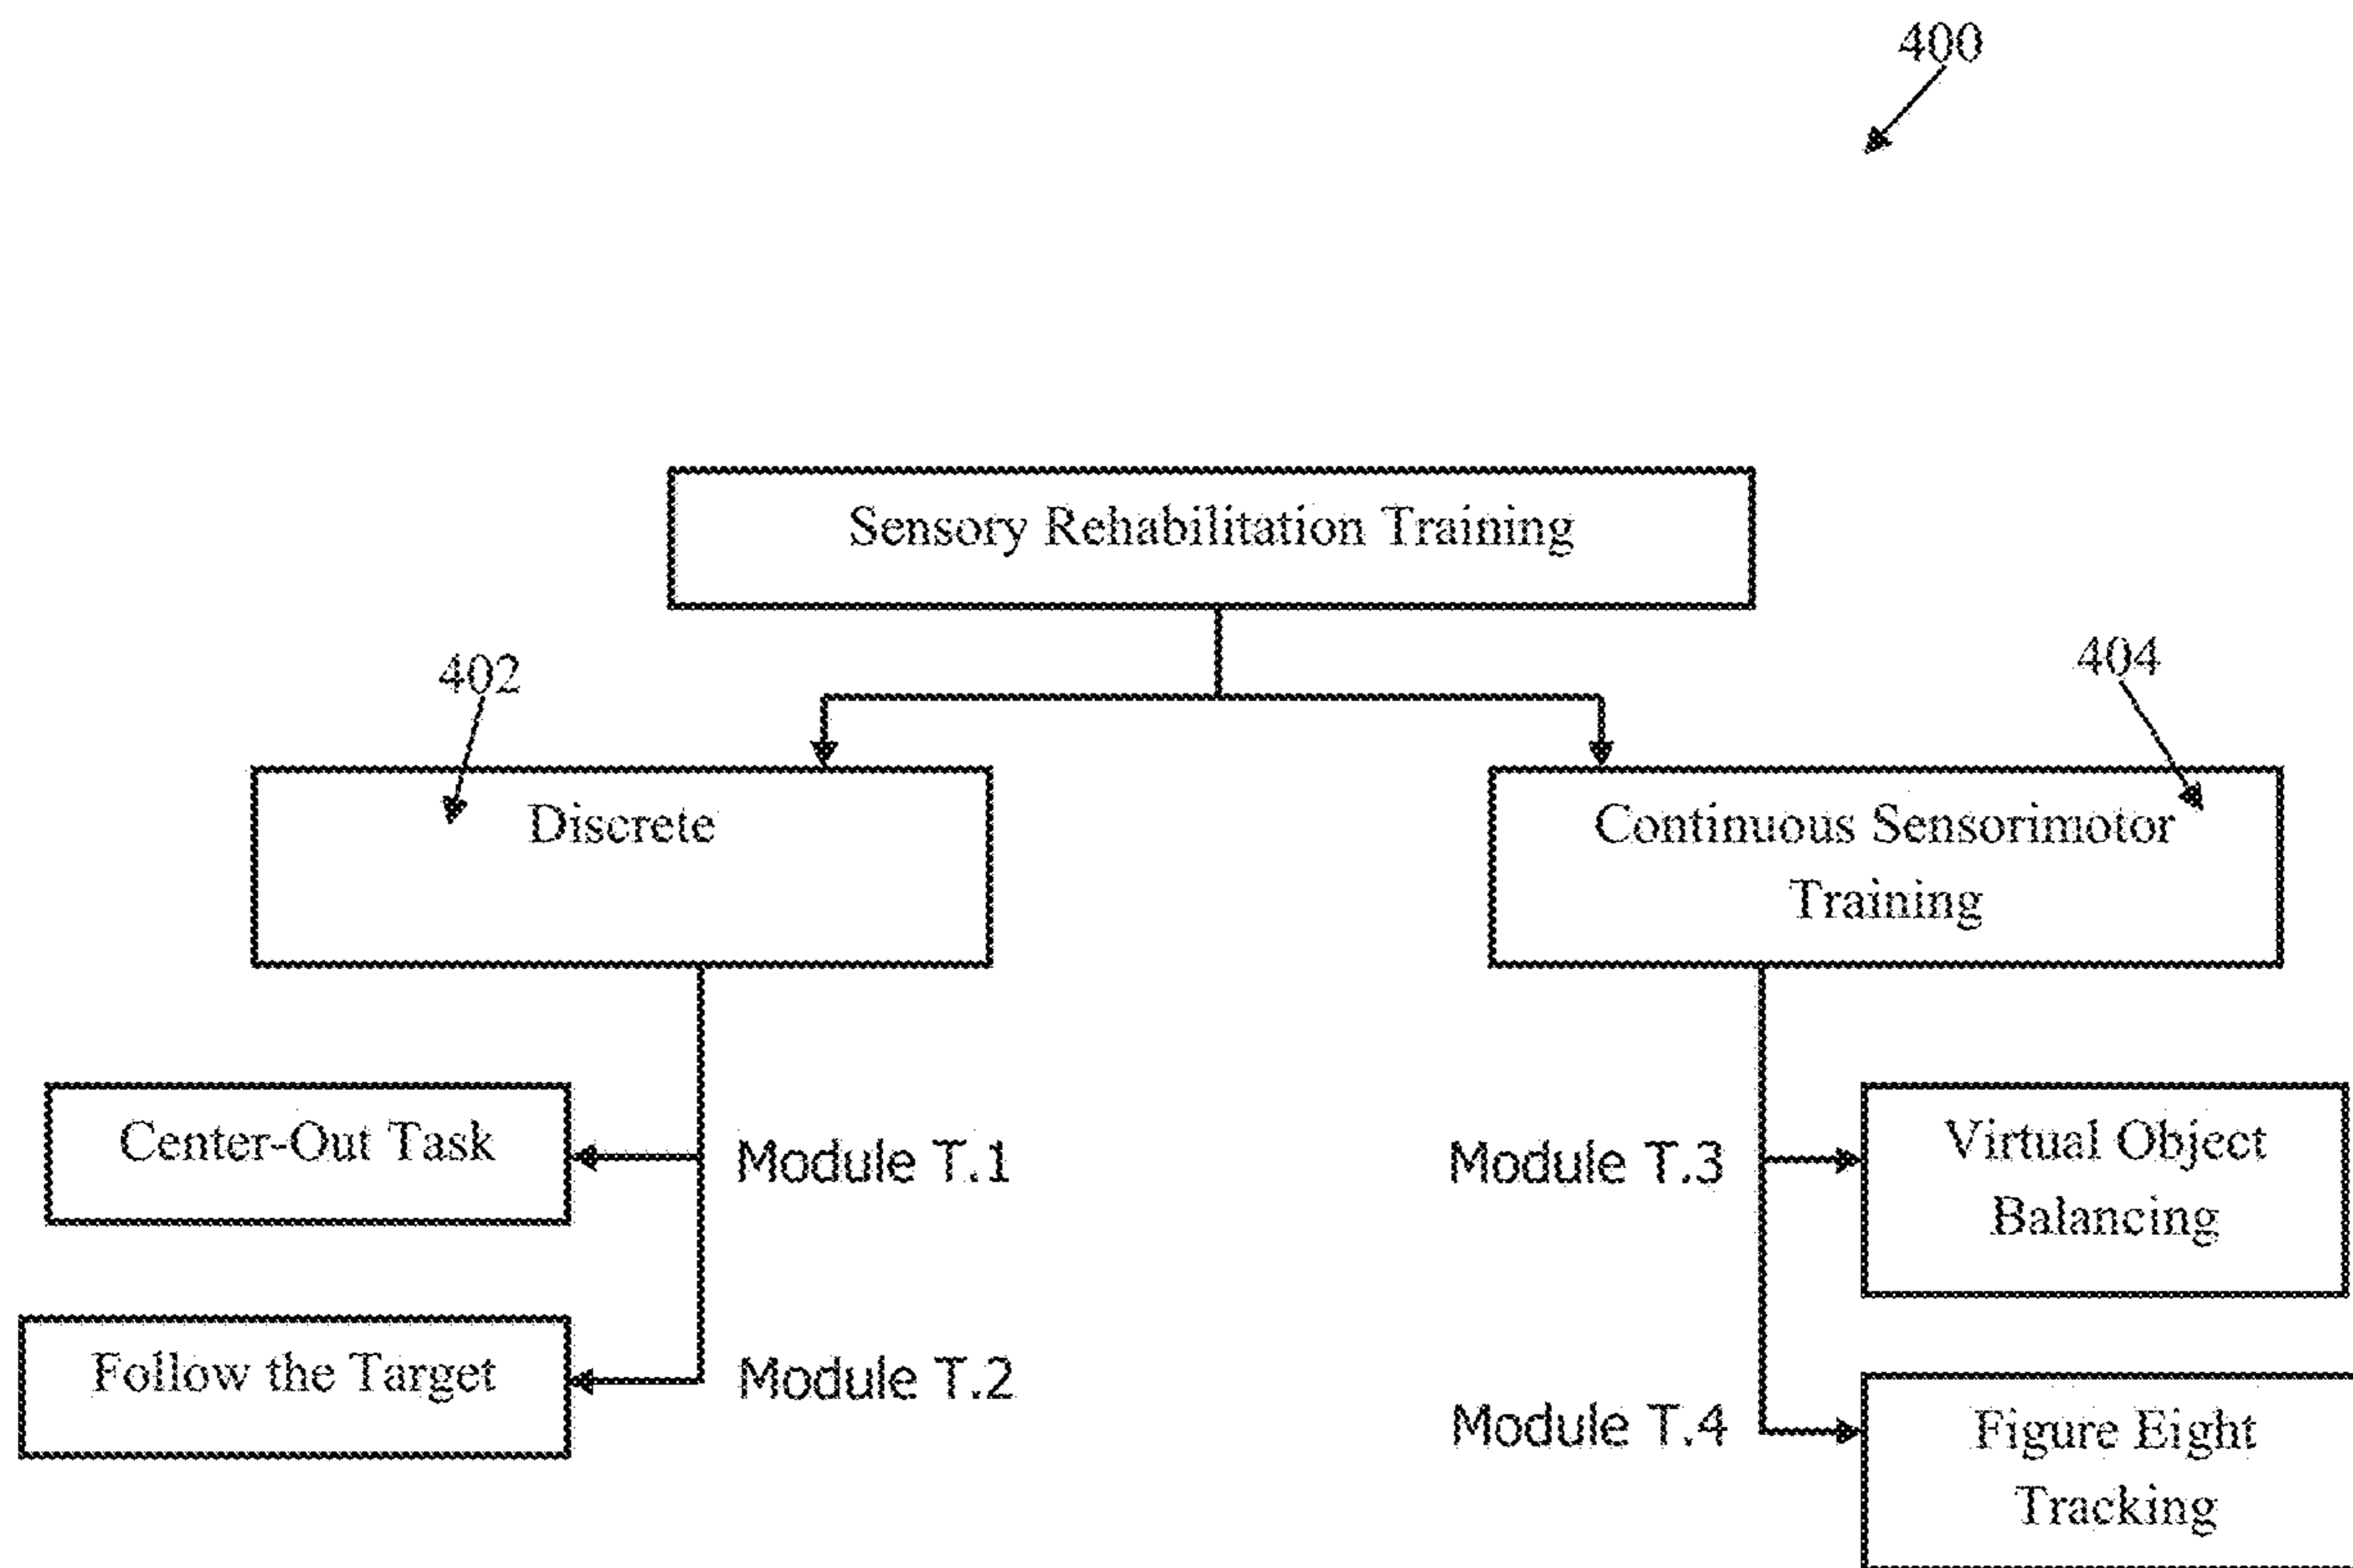 400
Sensory Rehabilitation Training
402
404
Discrete
Continuous Sensorimotor
Training
Center-Out Task
Module T.1
Module T.3
Virtual Object
Balancing
Follow the Target
Module T.2
Module T.4
Figure Eight
Tracking